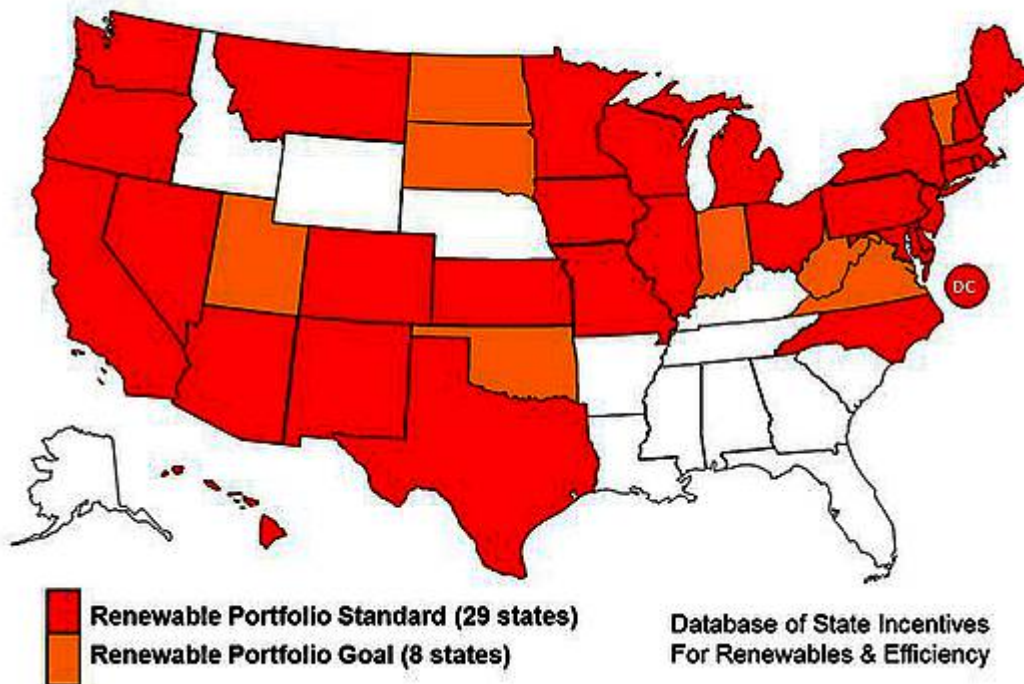 DC
Renewable Portfolio Standard (29 states)
Renewable Portfolio Goal (8 states)
Database of State Incentives
For Renewables & Efficiency